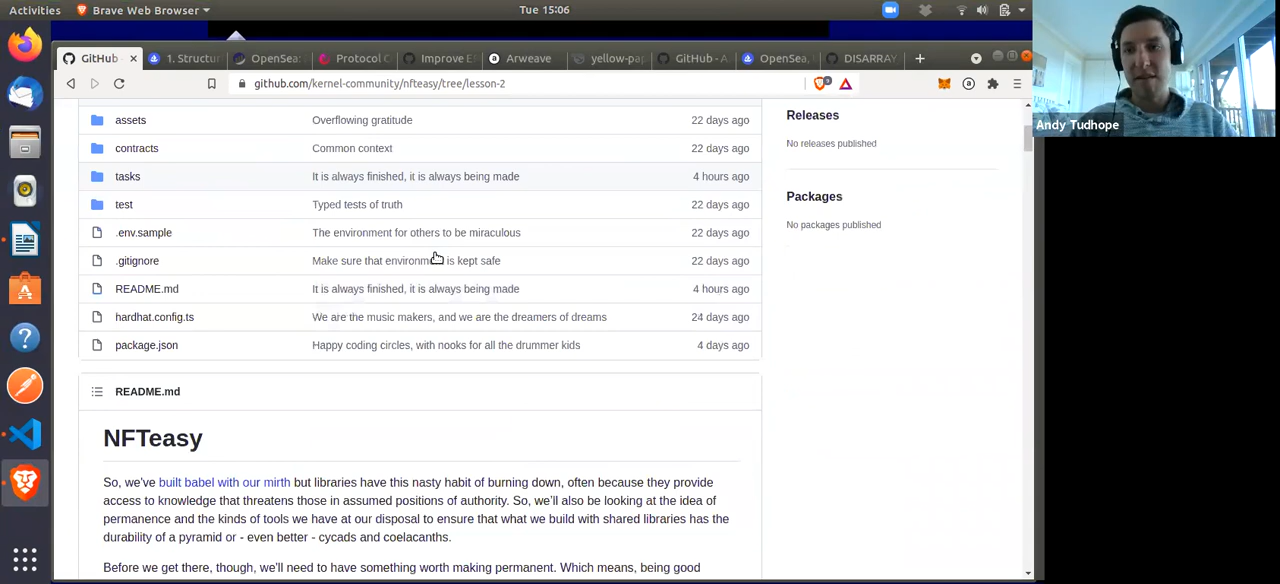 Activities
Brave Web Browser
Tue 15:06
GitHub -
1. Structur
OpenSea:
Protocol
Improve E
Arweave
yellow-pa
GitHub - A
OpenSea,
DISARRAY
github.com/kernel-community/nfteasy/tree/lesson-2
9
Andy Tudhope
assets Overflowing gratitude 22 days ago
contracts Common context 22 days ago
tasks It is always finished, it is always being made 4 hours ago
test Typed tests of truth 22 days ago
.env.sample The environment for others to be miraculous 22 days ago
.gitignore Make sure that environm is kept safe 22 days ago
README.md It is always finished, it is always being made 4 hours ago
hardhat.config.ts We are the music makers, and we are the dreamers of dreams 24 days ago
package.json Happy coding circles, with nooks for all the drummer kids 4 days ago
Releases
No releases published
Packages
No packages published
README.md
NFTeasy
So, we've built babel with our mirth but libraries have this nasty habit of burning down, often because they provide
access to knowledge that threatens those in assumed positions of authority. So, we'll also be looking at the idea of
permanence and the kinds of tools we have at our disposal to ensure that what we build with shared libraries has the
durability of a pyramid or - even better - cycads and coelacanths.
Before we get there, though, we'll need to have something worth making permanent. Which means, being good